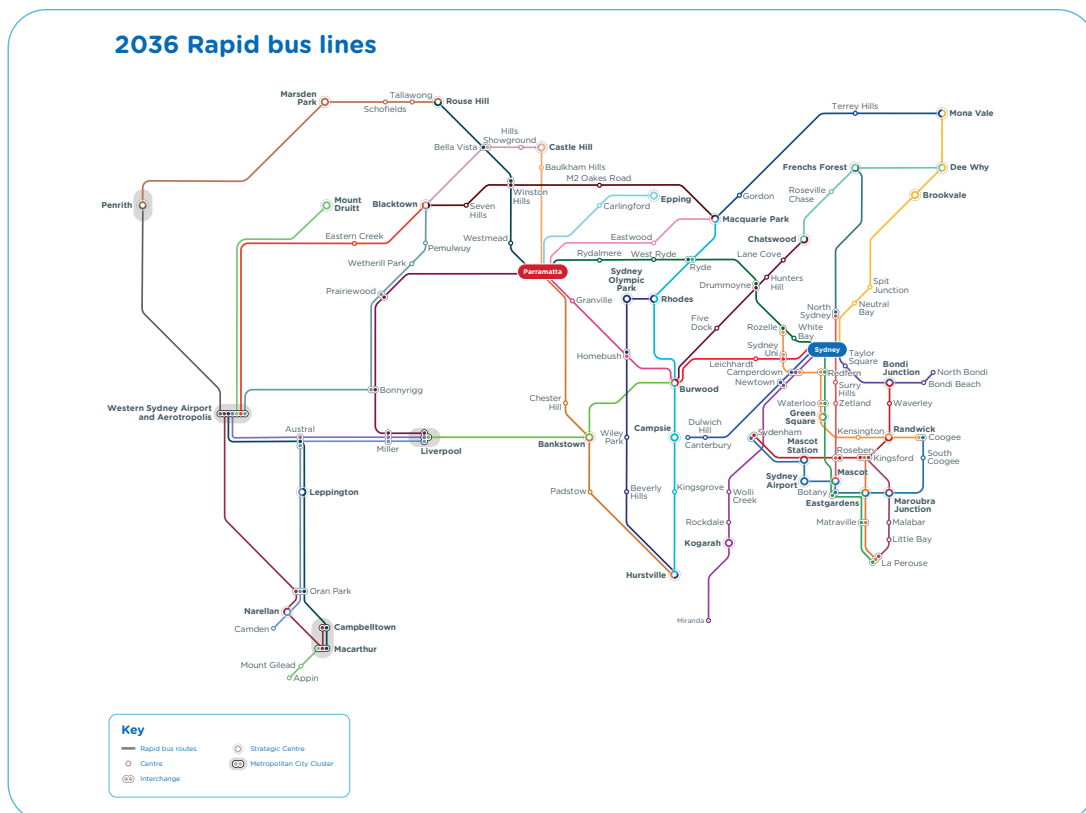 2036 Rapid bus lines
Marsden
Park
Tallawong
Schofields
Rouse Hill
Terrey Hills
Mona Vale
Bella Vista
Hills
Showground
Castle Hill
Baulkham Hills
M2 Oakes Road
Frenchs Forest
Dee Why
Penrith
Mount
Druitt
Blacktown
Seven
Hills
Winston
Hills
Carlingford
Epping
Gordon
Roseville
Chase
Brookvale
Eastern Creek
Pemulwuy
Westmead
Eastwood
Macquarie Park
Chatswood
Wetherill Park
Rydalmere
West Ryde
Ryde
Lane Cove
Parramatta
Prairiewood
Sydney
Olympic
Park
Rhodes
Drummoyne
Hunters
Hill
Spit
Junction
Granville
North
Sydney
Neutral
Bay
Five
Dock
Rozelle
White
Bay
Homebush
Sydney
Uni
Sydney
Taylor
Square
Leichhardt
Bondi
Junction
North Bondi
Bondi Beach
Camperdown
Redfern
Newtown
Surry
Hills
Burwood
Bonnyrigg
Chester
Hill
Waterloo
Zetland
Waverley
Western Sydney Airport
and Aerotropolis
Green
Square
Austral
Miller
Liverpool
Bankstown
Wiley
Park
Campsie
Dulwich
Hill
Canterbury
Sydenham
Kensington
Randwick
Coogee
Mascot
Station
Rosebery
Kingsford
South
Coogee
Leppington
Padstow
Beverly
Hills
Kingsgrove
Wolli
Creek
Sydney
Airport
Mascot
Botany
Eastgardens
Maroubra
Junction
Rockdale
Matraville
Malabar
Kogarah
Little Bay
La Perouse
Hurstville
Oran Park
Narellan
Camden
Campbelltown
Miranda
Macarthur
Mount Gilead
Appin
Key
Rapid bus routes
Strategic Centre
Centre
Metropolitan City Cluster
Interchange